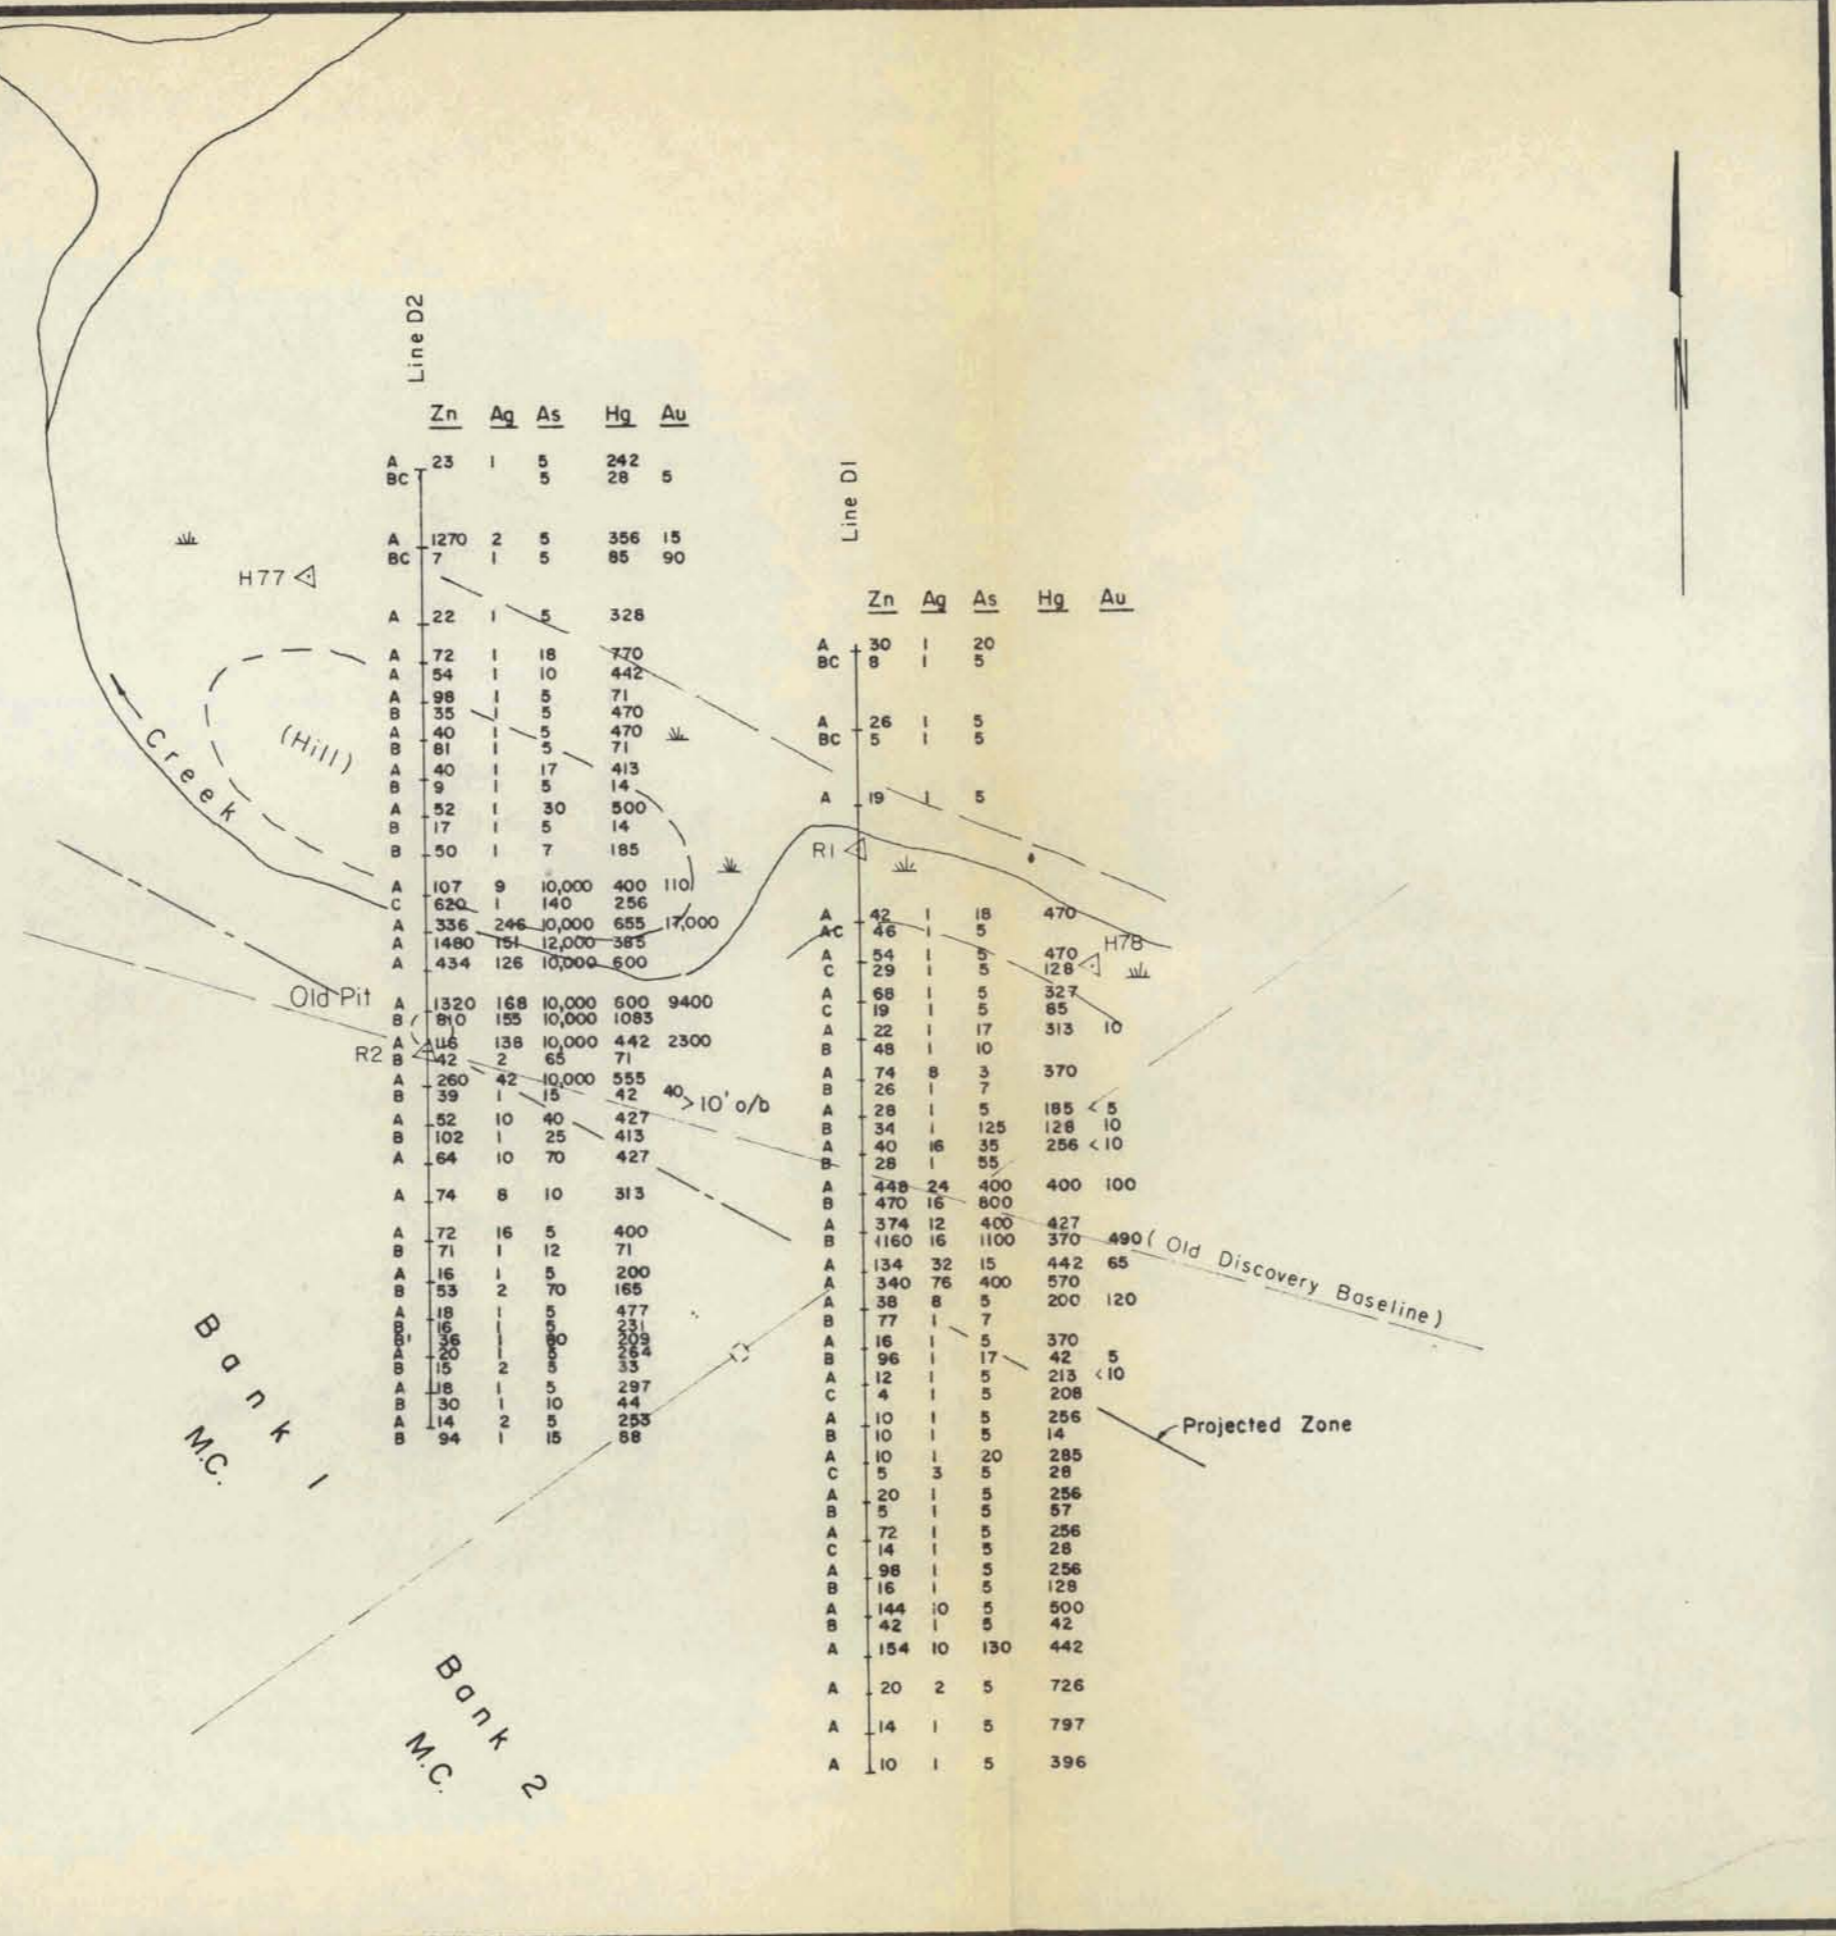 Line D2
Zn Ag As Hg Au
A 23 1 5 242
BC 5 28 5
A 1270 2 5 356 15
BC 7 1 5 85 90
A 22 1 5 328
A 72 1 18 770
A 54 1 10 442
A 98 1 5 71
B 35 1 5 470
A 40 1 5 470
B 81 1 5 71
A 40 1 17 413
B 9 1 5 14
A 52 1 30 500
B 17 1 5 14
B 50 1 7 185
A 107 9 10,000 400 110
C 620 1 140 256
A 336 246 10,000 655 17,000
A 1480 151 12,000 385
A 434 126 10,000 600
A 1320 168 10,000 600 9400
B 810 155 10,000 1083
A 116 138 10,000 442 2300
B 42 2 65 71
A 260 42 10,000 555
B 39 1 15 42 40
>10' o/b
A 52 10 40 427
B 102 1 25 413
A 64 10 70 427
A 74 8 10 313
A 72 16 5 400
B 71 1 12 71
A 16 1 5 200
B 53 2 70 165
A 18 1 5 477
B 16 1 5 231
B' 36 1 80 209
A 20 1 5 264
B 15 2 5 33
A 18 1 5 297
B 30 1 10 44
A 14 2 5 253
B 94 1 15 88
H77
(Hill)
Creek
Old Pit
R2
Bank 1
M.C.
Bank 2
M.C.
Line D1
Zn Ag As Hg Au
A 30 1 20
BC 8 1 5
A 26 1 5
BC 5 1 5
A 19 1 5
R1
A 42 1 18 470
AC 46 1 5
A 54 1 5 470
C 29 1 5 128
A 68 1 5 327
C 19 1 5 85
A 22 1 17 313 10
B 48 1 10
A 74 8 3 370
B 26 1 7
A 28 1 5 185 <5
B 34 1 125 128 10
A 40 16 35 256 <10
B 28 1 55
A 448 24 400 400 100
B 470 16 800
A 374 12 400 427
B 1160 16 1100 370 490
A 134 32 15 442 65
A 340 76 400 570
A 38 8 5 200 120
B 77 1 7
A 16 1 5 370
B 96 1 17 42 5
A 12 1 5 213 <10
C 4 1 5 208
A 10 1 5 256
B 10 1 5 14
A 10 1 20 285
C 5 3 5 28
A 20 1 5 256
B 5 1 5 57
A 72 1 5 256
C 14 1 5 28
A 98 1 5 256
B 16 1 5 128
A 144 10 5 500
B 42 1 5 42
A 154 10 130 442
A 20 2 5 726
A 14 1 5 797
A 10 1 5 396
H78
(Old Discovery Baseline)
Projected Zone
N